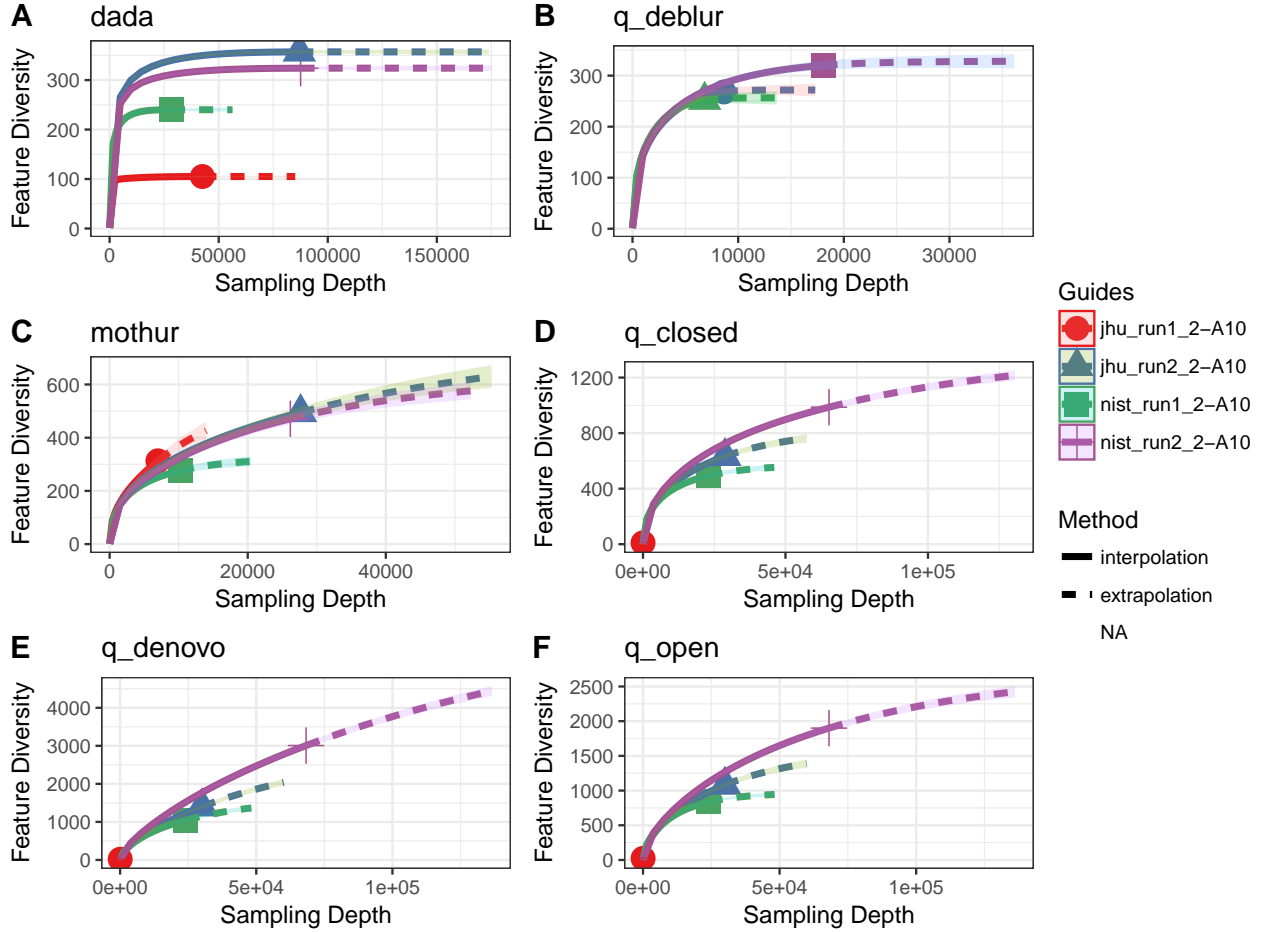 A dada
Feature Diversity
300
200
100
0
0 50000 100000 150000
Sampling Depth
B q_deblur
Feature Diversity
300
200
100
0
0 10000 20000 30000
Sampling Depth
C mothur
Feature Diversity
600
400
200
0
0 20000 40000
Sampling Depth
D q_closed
Feature Diversity
1200
800
400
0
0e+00 5e+04 1e+05
Sampling Depth
E q_denovo
Feature Diversity
4000
3000
2000
1000
0
0e+00 5e+04 1e+05
Sampling Depth
F q_open
Feature Diversity
2500
2000
1500
1000
500
0
0e+00 5e+04 1e+05
Sampling Depth
Guides
jhu_run1_2−A10
jhu_run2_2−A10
nist_run1_2−A10
nist_run2_2−A10
Method
interpolation
extrapolation
NA